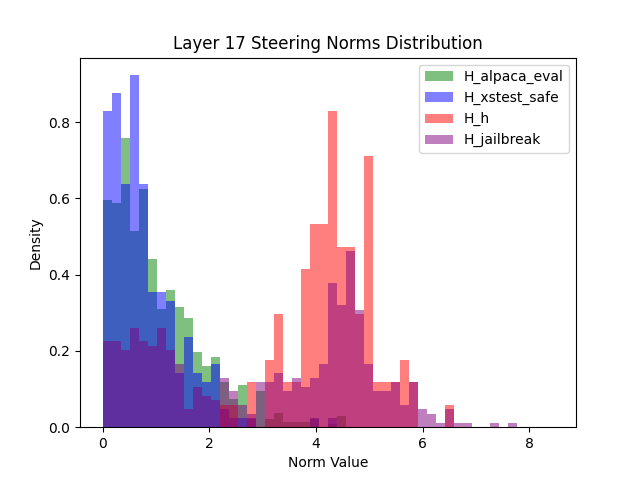 Layer 17 Steering Norms Distribution
H_alpaca_eval
H_xstest_safe
H_h
H_jailbreak
Density
0.8
0.6
0.4
0.2
0.0
0 2 4 6 8
Norm Value